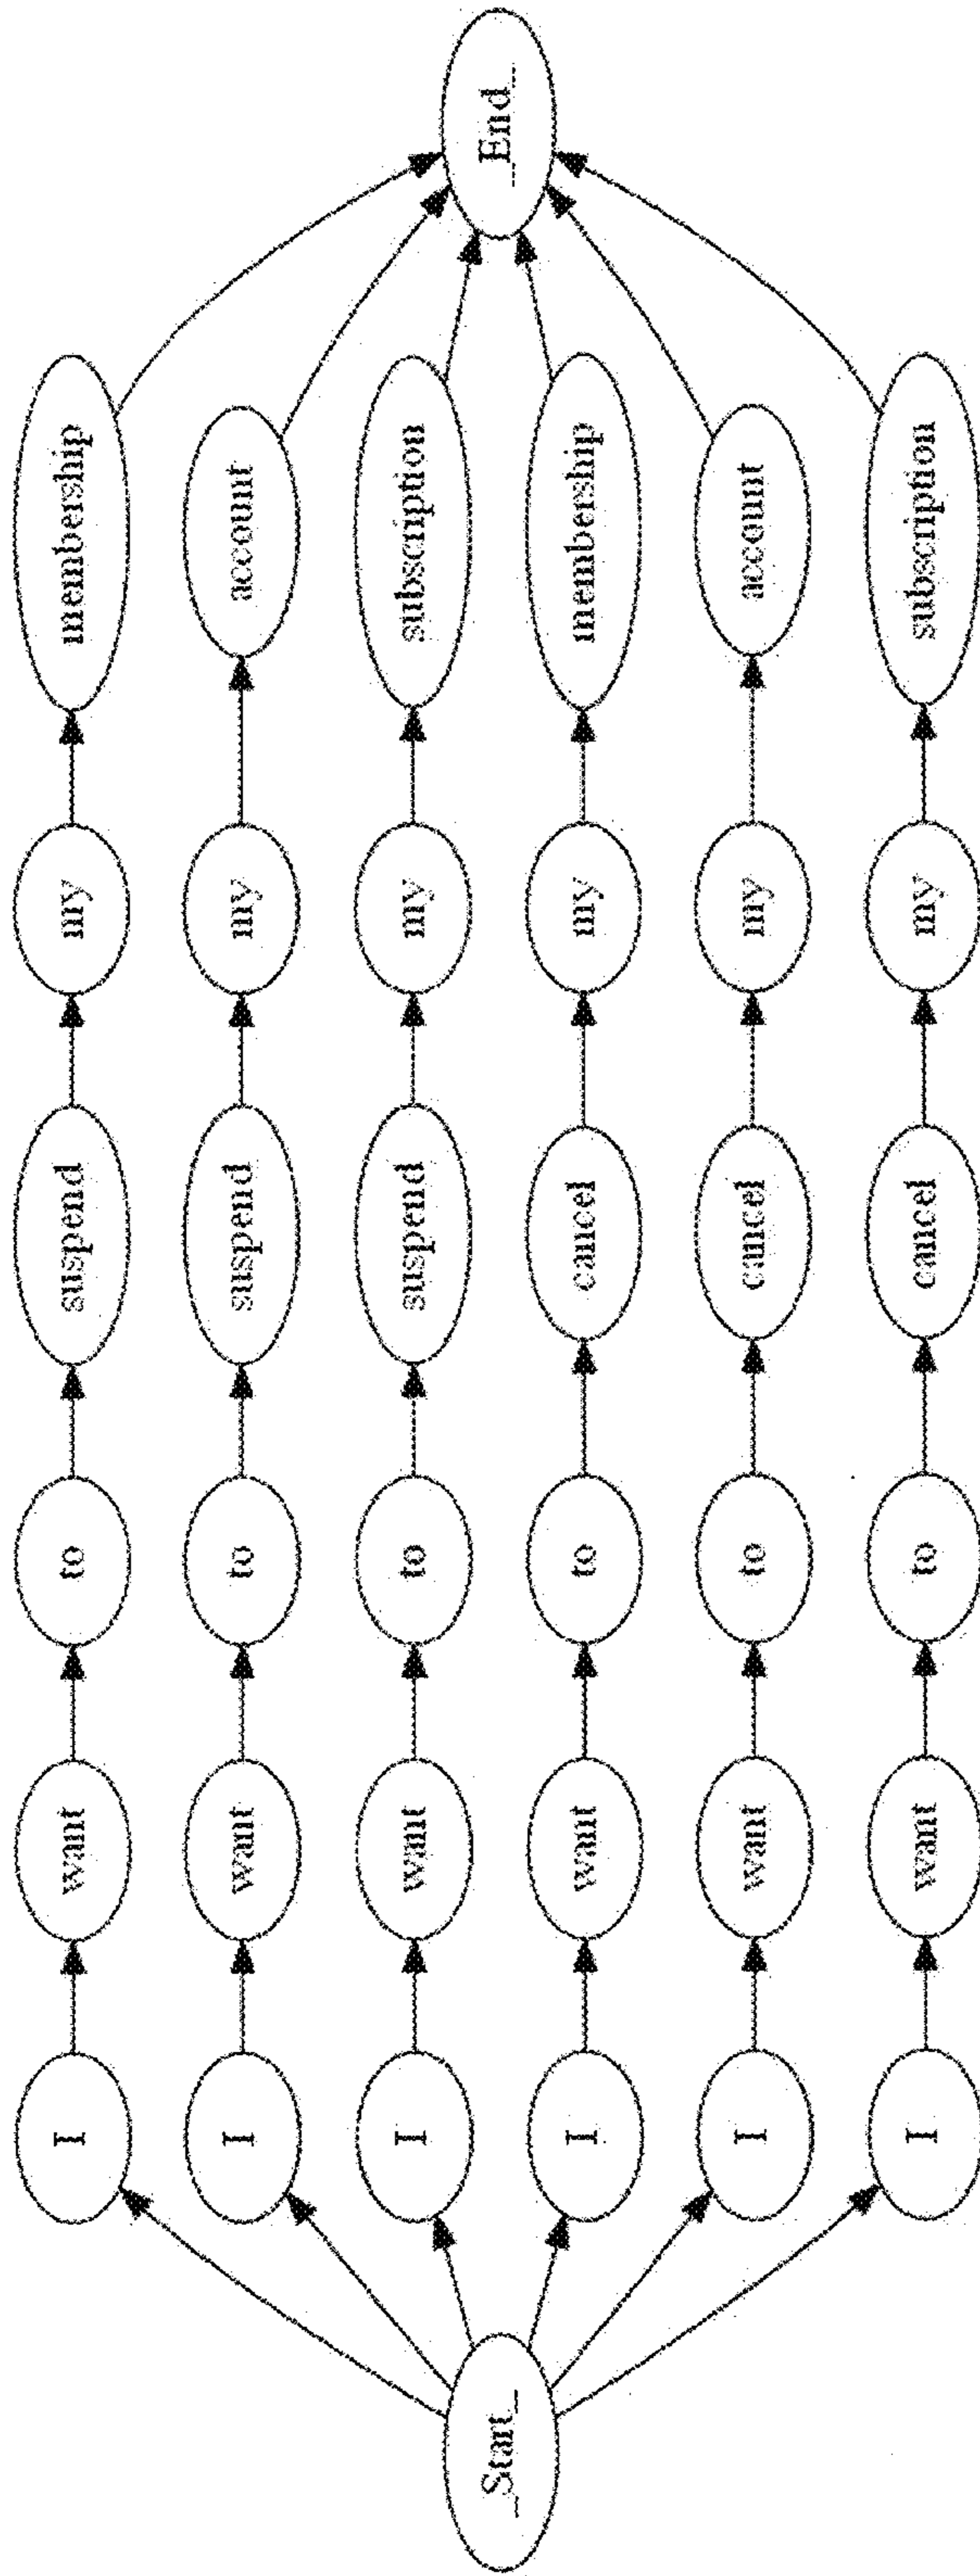 _Start_
I want to suspend my membership
I want to suspend my account
I want to suspend my subscription
I want to cancel my membership
I want to cancel my account
I want to cancel my subscription
_End_